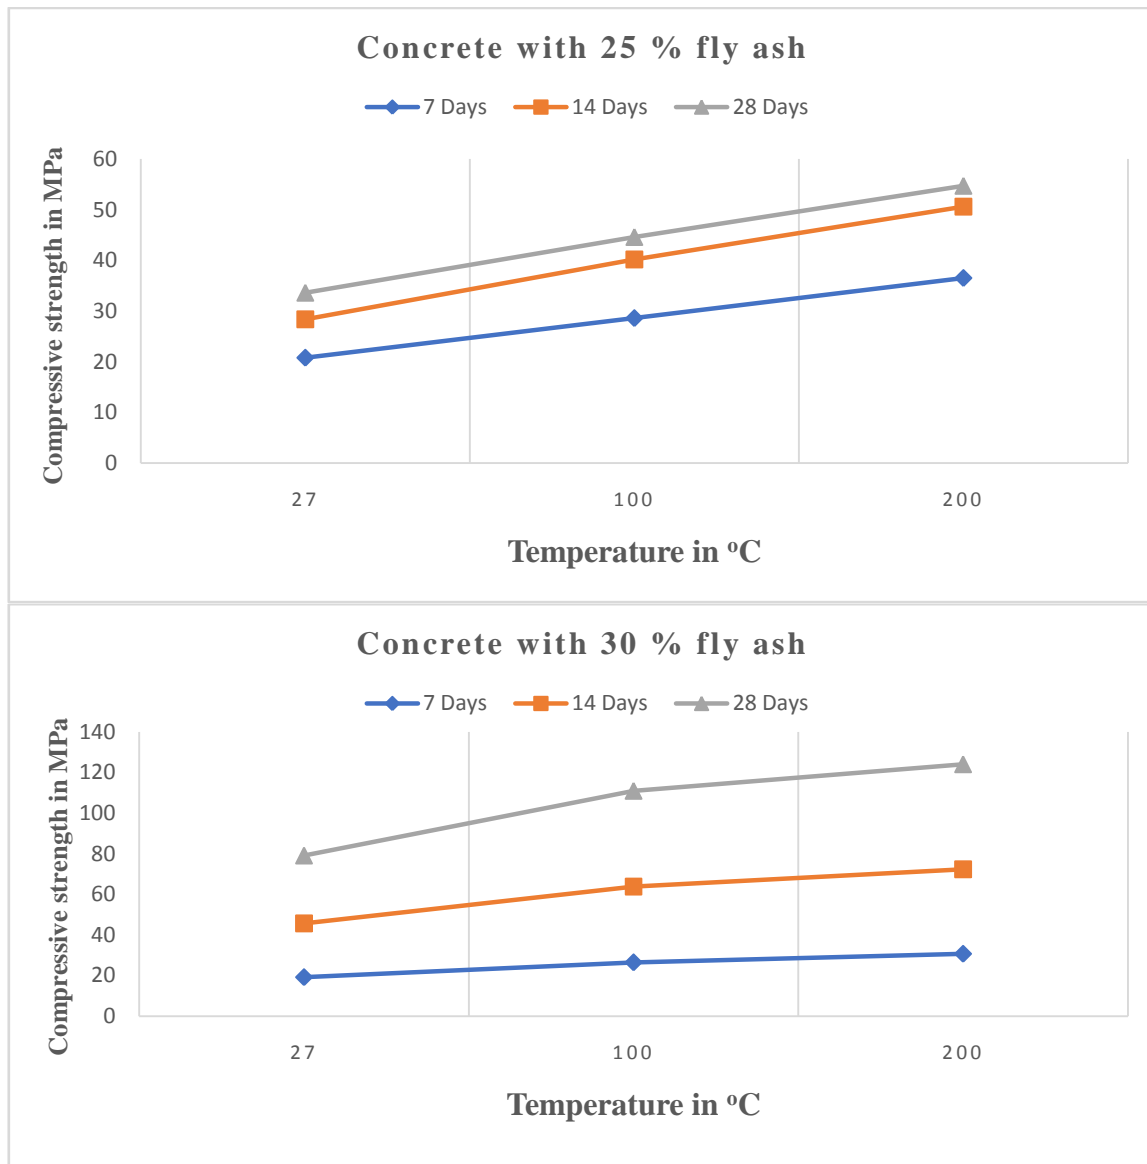 Concrete with 25 % fly ash
7 Days 14 Days 28 Days
Compressive strength in MPa
60
50
40
30
20
10
0
27 100 200
Temperature in ᵒC
Concrete with 30 % fly ash
7 Days 14 Days 28 Days
Compressive strength in MPa
140
120
100
80
60
40
20
0
27 100 200
Temperature in ᵒC